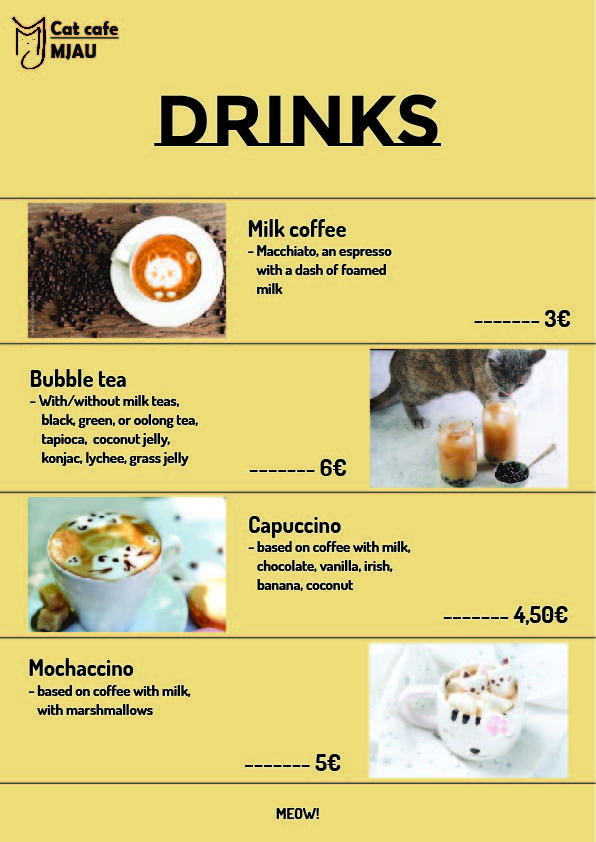 Cat cafe
MJAU
DRINKS
Milk coffee
- Macchiato, an espresso
with a dash of foamed
milk
------- 3€
Bubble tea
- With/without milk teas,
black, green, or oolong tea,
tapioca, coconut jelly,
konjac, lychee, grass jelly
------- 6€
Capuccino
- based on coffee with milk,
chocolate, vanilla, irish,
banana, coconut
------- 4,50€
Mochaccino
- based on coffee with milk,
with marshmallows
------- 5€
MEOW!